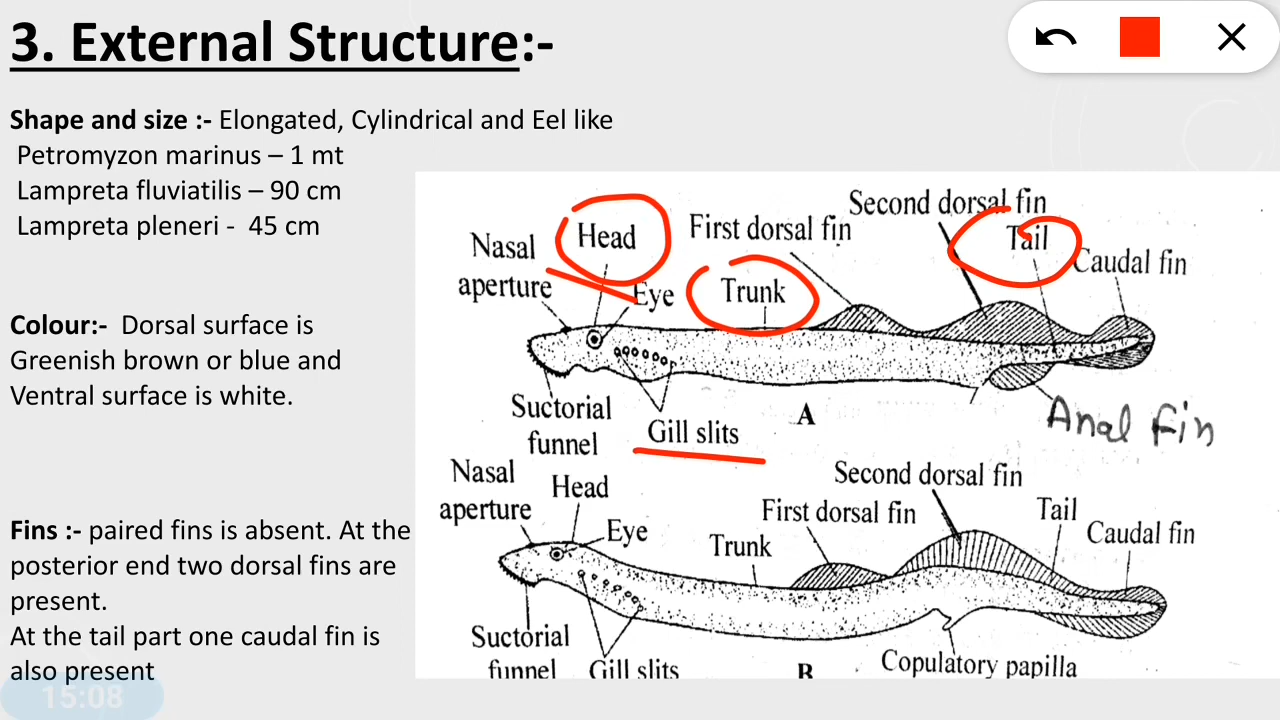 3. External Structure:-
Shape and size :- Elongated, Cylindrical and Eel like
Petromyzon marinus – 1 mt
Lampreta fluviatilis – 90 cm
Lampreta pleneri - 45 cm
Colour:- Dorsal surface is
Greenish brown or blue and
Ventral surface is white.
Fins :- paired fins is absent. At the
posterior end two dorsal fins are
present.
At the tail part one caudal fin is
also present
15:08
Second dorsal fin
First dorsal fin
Head
Tail
Nasal
aperture
Caudal fin
Eye
Trunk
Suctorial
funnel
Gill slits
A
Anal fin
Nasal
aperture
Head
Second dorsal fin
First dorsal fin
Tail
Eye
Trunk
Caudal fin
Suctorial
funnel
Gill slits
B
Copulatory papilla